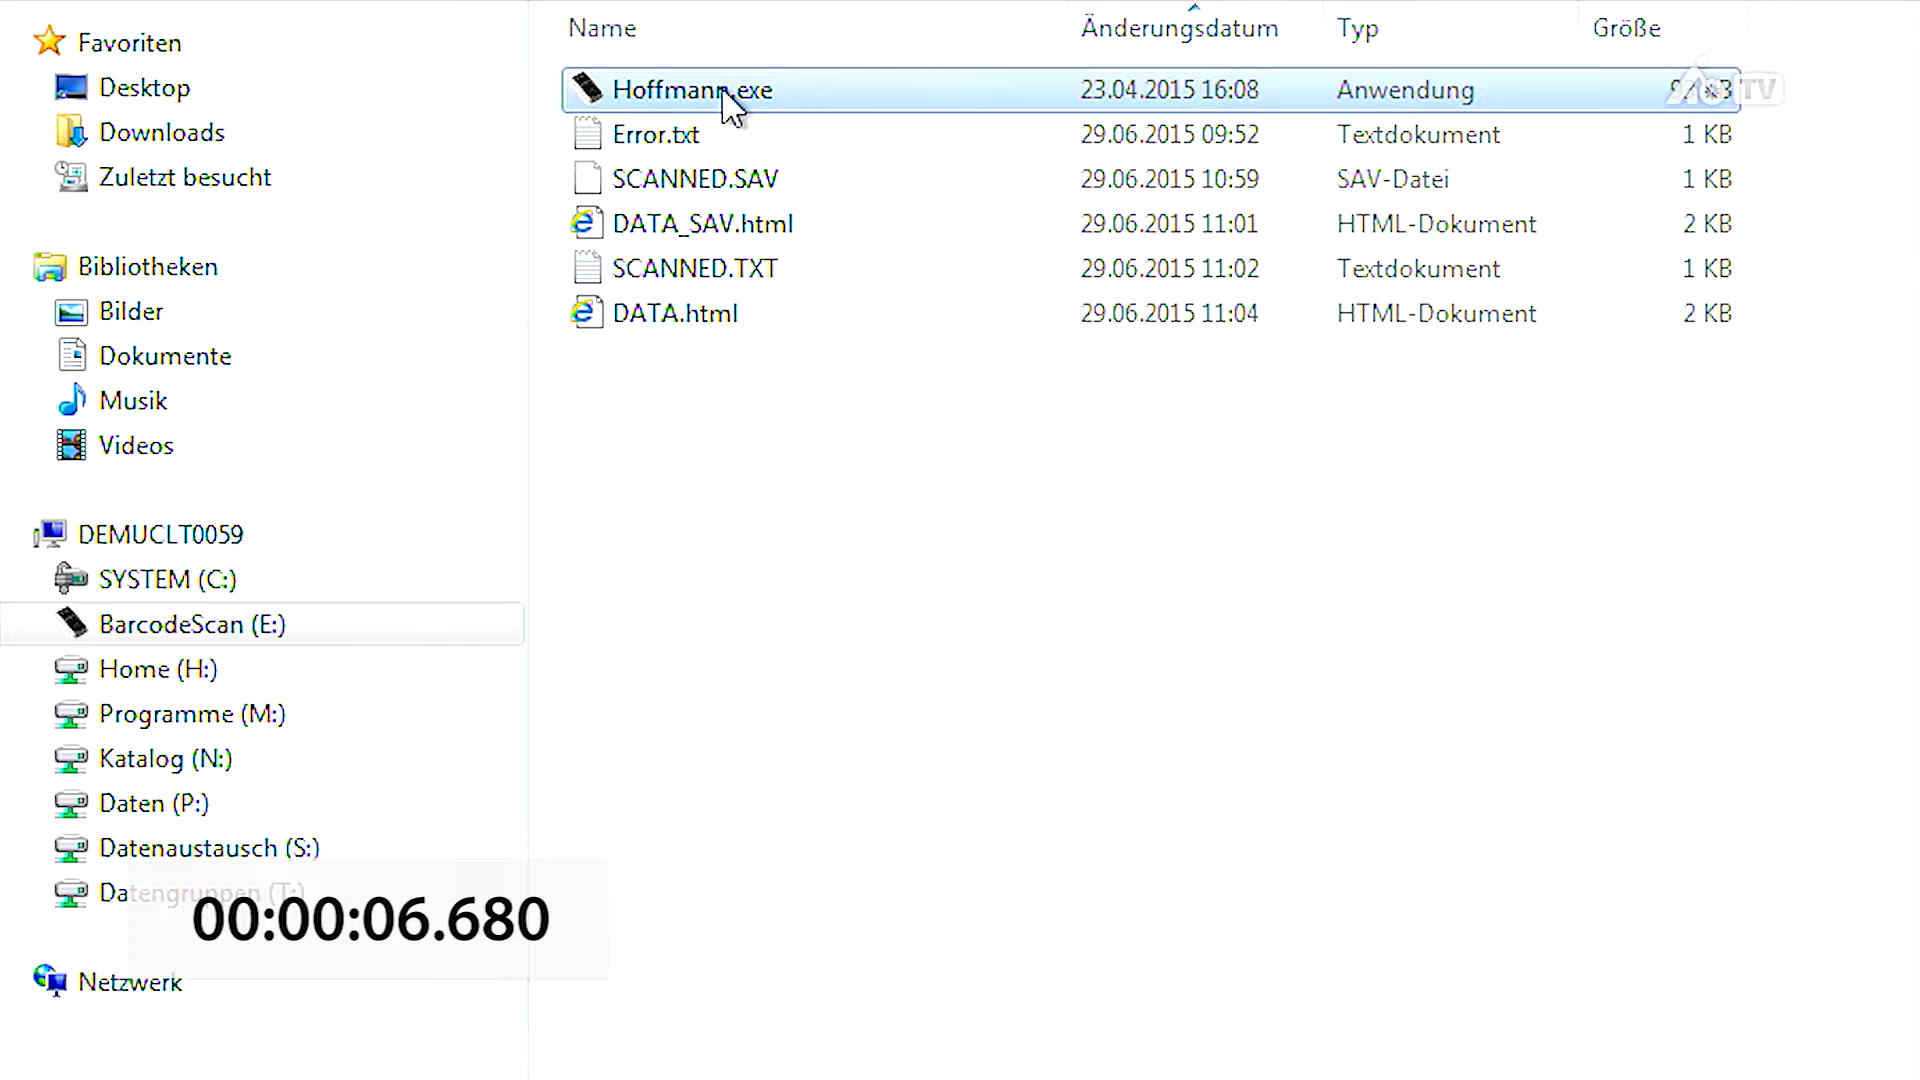 Favoriten
Desktop
Downloads
Zuletzt besucht
Bibliotheken
Bilder
Dokumente
Musik
Videos
DEMUCLT0059
SYSTEM (C:)
BarcodeScan (E:)
Home (H:)
Programme (M:)
Katalog (N:)
Daten (P:)
Datenaustausch (S:)
Datengruppen (T:)
00:00:06.680
Netzwerk
Name Änderungsdatum Typ Größe
Hoffmann.exe 23.04.2015 16:08 Anwendung
Error.txt 29.06.2015 09:52 Textdokument 1 KB
SCANNED.SAV 29.06.2015 10:59 SAV-Datei 1 KB
DATA_SAV.html 29.06.2015 11:01 HTML-Dokument 2 KB
SCANNED.TXT 29.06.2015 11:02 Textdokument 1 KB
DATA.html 29.06.2015 11:04 HTML-Dokument 2 KB
TV